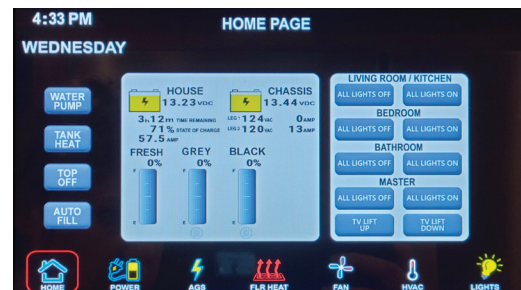 4:33 PM
HOME PAGE
WEDNESDAY
WATER PUMP
TANK HEAT
TOP OFF
AUTO FILL
HOUSE
13.23 VDC
CHASSIS
13.44 VDC
3h,12m TIME REMAINING
71% STATE OF CHARGE
57.5 AMP
LEG 1 124 VAC 0 AMP
LEG 2 120 VAC 13 AMP
FRESH GREY BLACK
0% 0% 0%
F F F
E E E
LIVING ROOM / KITCHEN
ALL LIGHTS OFF ALL LIGHTS ON
BEDROOM
ALL LIGHTS OFF ALL LIGHTS ON
BATHROOM
ALL LIGHTS OFF ALL LIGHTS ON
MASTER
ALL LIGHTS OFF ALL LIGHTS ON
TV LIFT UP TV LIFT DOWN
HOME POWER AGS FLR HEAT FAN HVAC LIGHTS